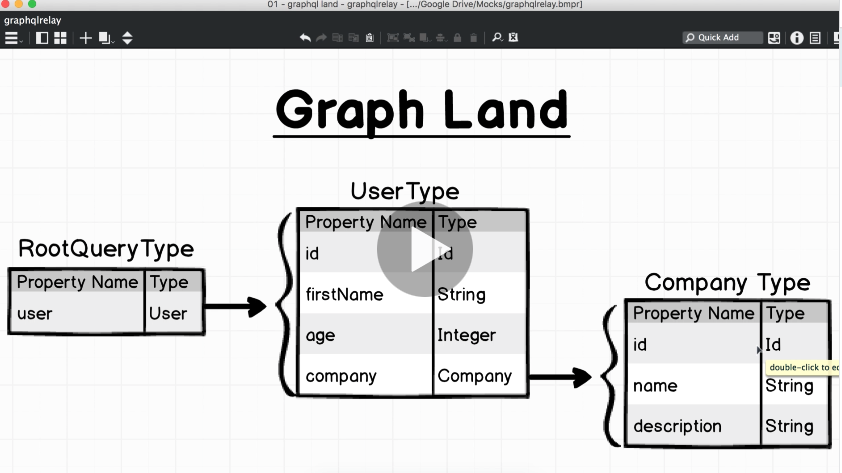 01 - graphql land - graphqlrelay - [.../Google Drive/Mocks/graphqlrelay.bmpr]
graphqlrelay
Quick Add
Graph Land
RootQueryType
Property Name Type
user User
UserType
Property Name Type
id Id
firstName String
age Integer
company Company
Company Type
Property Name Type
id Id
double-click to
name String
description String